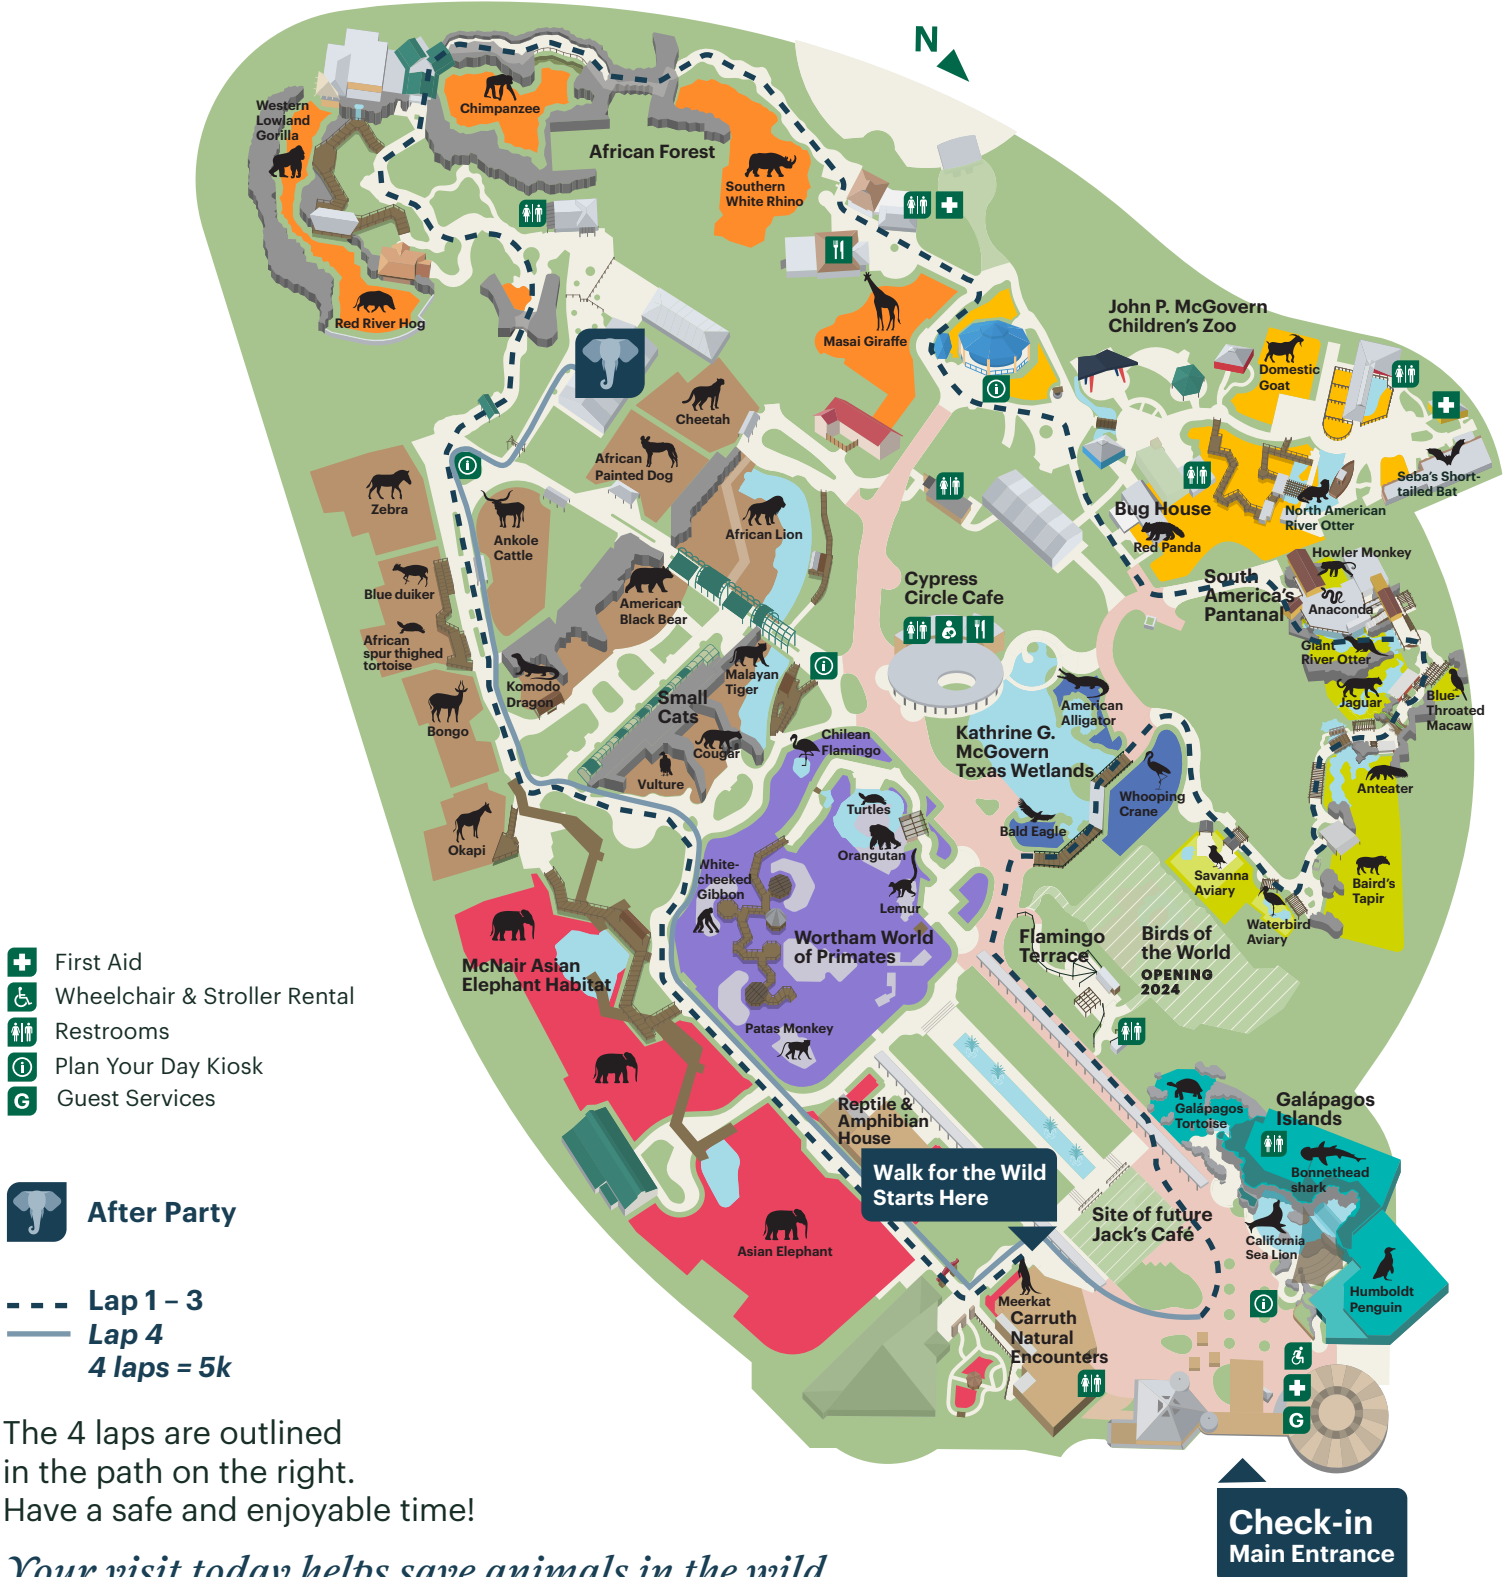 N
Western
Lowland
Gorilla
Chimpanzee
African Forest
Southern
White Rhino
Red River Hog
Masai Giraffe
John P. McGovern
Children's Zoo
Domestic
Goat
Cheetah
African
Painted Dog
Zebra
Ankole
Cattle
African Lion
Bug House
Red Panda
North American
River Otter
Seba's Short-
tailed Bat
Howler Monkey
South
America's
Pantanal
Anaconda
Giant
River Otter
Jaguar
Blue-
Throated
Macaw
Anteater
Baird's
Tapir
Blue duiker
African
spur thighed
tortoise
American
Black Bear
Cypress
Circle Cafe
Komodo
Dragon
Malayan
Tiger
Small
Cats
Cougar
Vulture
Bongo
Okapi
Chilean
Flamingo
American
Alligator
Kathrine G.
McGovern
Texas Wetlands
Whooping
Crane
Bald Eagle
Turtles
Orangutan
White-
cheeked
Gibbon
Lemur
Wortham World
of Primates
Patas Monkey
Savanna
Aviary
Waterbird
Aviary
Flamingo
Terrace
Birds of
the World
OPENING
2024
McNair Asian
Elephant Habitat
Reptile &
Amphibian
House
Walk for the Wild
Starts Here
Site of future
Jack's Café
Galápagos
Islands
Galápagos
Tortoise
Bonnethead
shark
California
Sea Lion
Humboldt
Penguin
Asian Elephant
Meerkat
Carruth
Natural
Encounters
G
Check-in
Main Entrance
First Aid
Wheelchair & Stroller Rental
Restrooms
Plan Your Day Kiosk
G Guest Services
After Party
Lap 1 – 3
Lap 4
4 laps = 5k
The 4 laps are outlined
in the path on the right.
Have a safe and enjoyable time!
Your visit today helps save animals in the wild